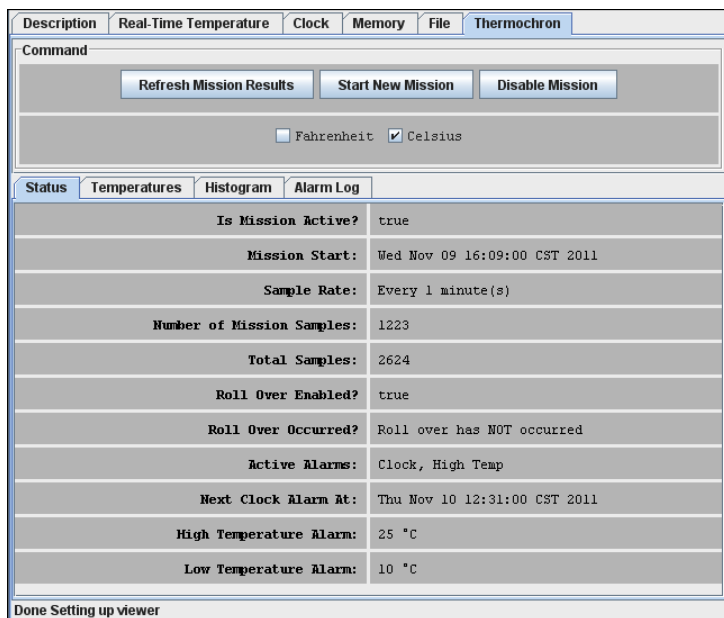 Description Real-Time Temperature Clock Memory File Thermochron
Command
Refresh Mission Results Start New Mission Disable Mission
Fahrenheit Celsius
Status Temperatures Histogram Alarm Log
Is Mission Active? true
Mission Start: Wed Nov 09 16:09:00 CST 2011
Sample Rate: Every 1 minute(s)
Number of Mission Samples: 1223
Total Samples: 2624
Roll Over Enabled? true
Roll Over Occurred? Roll over has NOT occurred
Active Alarms: Clock, High Temp
Next Clock Alarm At: Thu Nov 10 12:31:00 CST 2011
High Temperature Alarm: 25 °C
Low Temperature Alarm: 10 °C
Done Setting up viewer